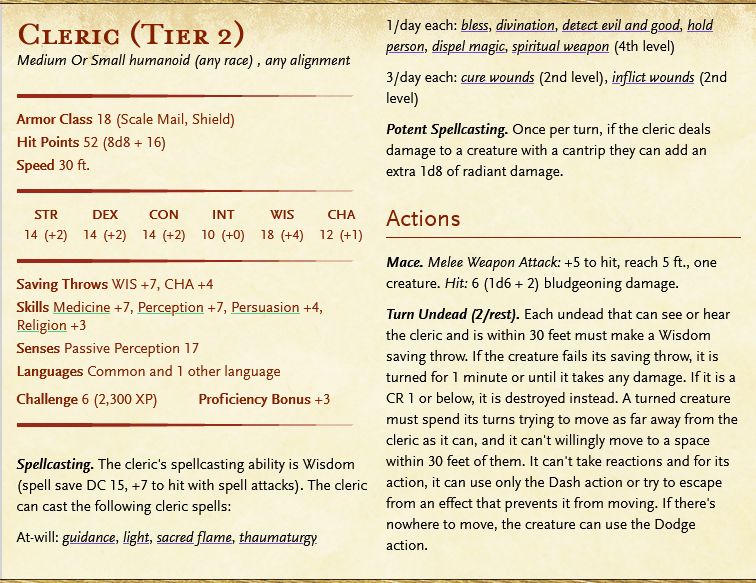 Cleric (Tier 2)
Medium Or Small humanoid (any race) , any alignment
Armor Class 18 (Scale Mail, Shield)
Hit Points 52 (8d8 + 16)
Speed 30 ft.
STR DEX CON INT WIS CHA
14 (+2) 14 (+2) 14 (+2) 10 (+0) 18 (+4) 12 (+1)
Saving Throws WIS +7, CHA +4
Skills Medicine +7, Perception +7, Persuasion +4,
Religion +3
Senses Passive Perception 17
Languages Common and 1 other language
Challenge 6 (2,300 XP) Proficiency Bonus +3
Spellcasting. The cleric's spellcasting ability is Wisdom
(spell save DC 15, +7 to hit with spell attacks). The cleric
can cast the following cleric spells:
At-will: guidance, light, sacred flame, thaumaturgy
1/day each: bless, divination, detect evil and good, hold
person, dispel magic, spiritual weapon (4th level)
3/day each: cure wounds (2nd level), inflict wounds (2nd
level)
Potent Spellcasting. Once per turn, if the cleric deals
damage to a creature with a cantrip they can add an
extra 1d8 of radiant damage.
Actions
Mace. Melee Weapon Attack: +5 to hit, reach 5 ft., one
creature. Hit: 6 (1d6 + 2) bludgeoning damage.
Turn Undead (2/rest). Each undead that can see or hear
the cleric and is within 30 feet must make a Wisdom
saving throw. If the creature fails its saving throw, it is
turned for 1 minute or until it takes any damage. If it is a
CR 1 or below, it is destroyed instead. A turned creature
must spend its turns trying to move as far away from the
cleric as it can, and it can't willingly move to a space
within 30 feet of them. It can't take reactions and for its
action, it can use only the Dash action or try to escape
from an effect that prevents it from moving. If there's
nowhere to move, the creature can use the Dodge
action.